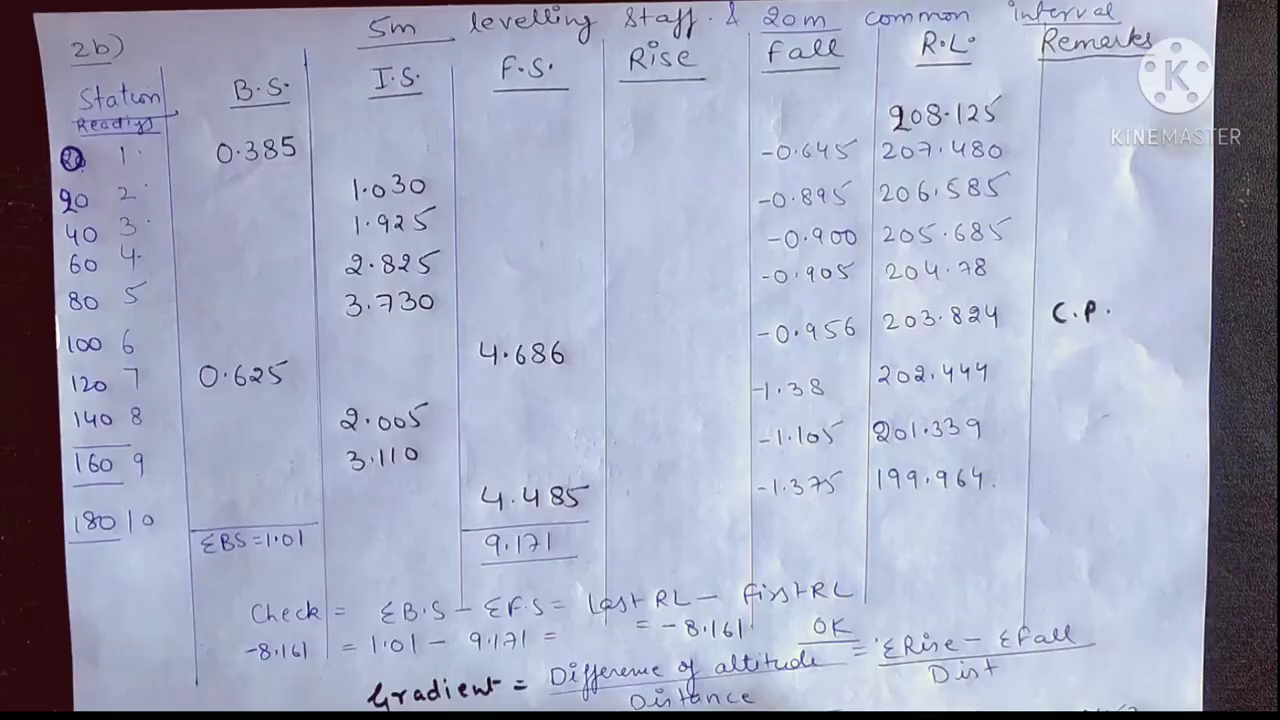 5m levelling Staff & 20m common interval
2b)
Station B.S. I.S. F.S. Rise Fall R.L. Remarks
Readings
208.125
1. 0.385 -0.645 207.480
20 2. 1.030 -0.895 206.585
40 3. 1.925 -0.900 205.685
60 4. 2.825 -0.905 204.78
80 5 3.730 -0.956 203.824 C.P.
100 6 4.686
120 7 0.625 -1.38 202.444
140 8 2.005 -1.105 201.339
160 9 3.110 -1.375 199.964.
180 10 4.485
ΣBS=1.01 9.171
Check = ΣB.S - ΣF.S = last RL - first RL
-8.161 = 1.01 - 9.171 = = -8.161 OK
Gradient = Difference of altitude = ΣRise - ΣFall
Distance Dist
KINEMASTER